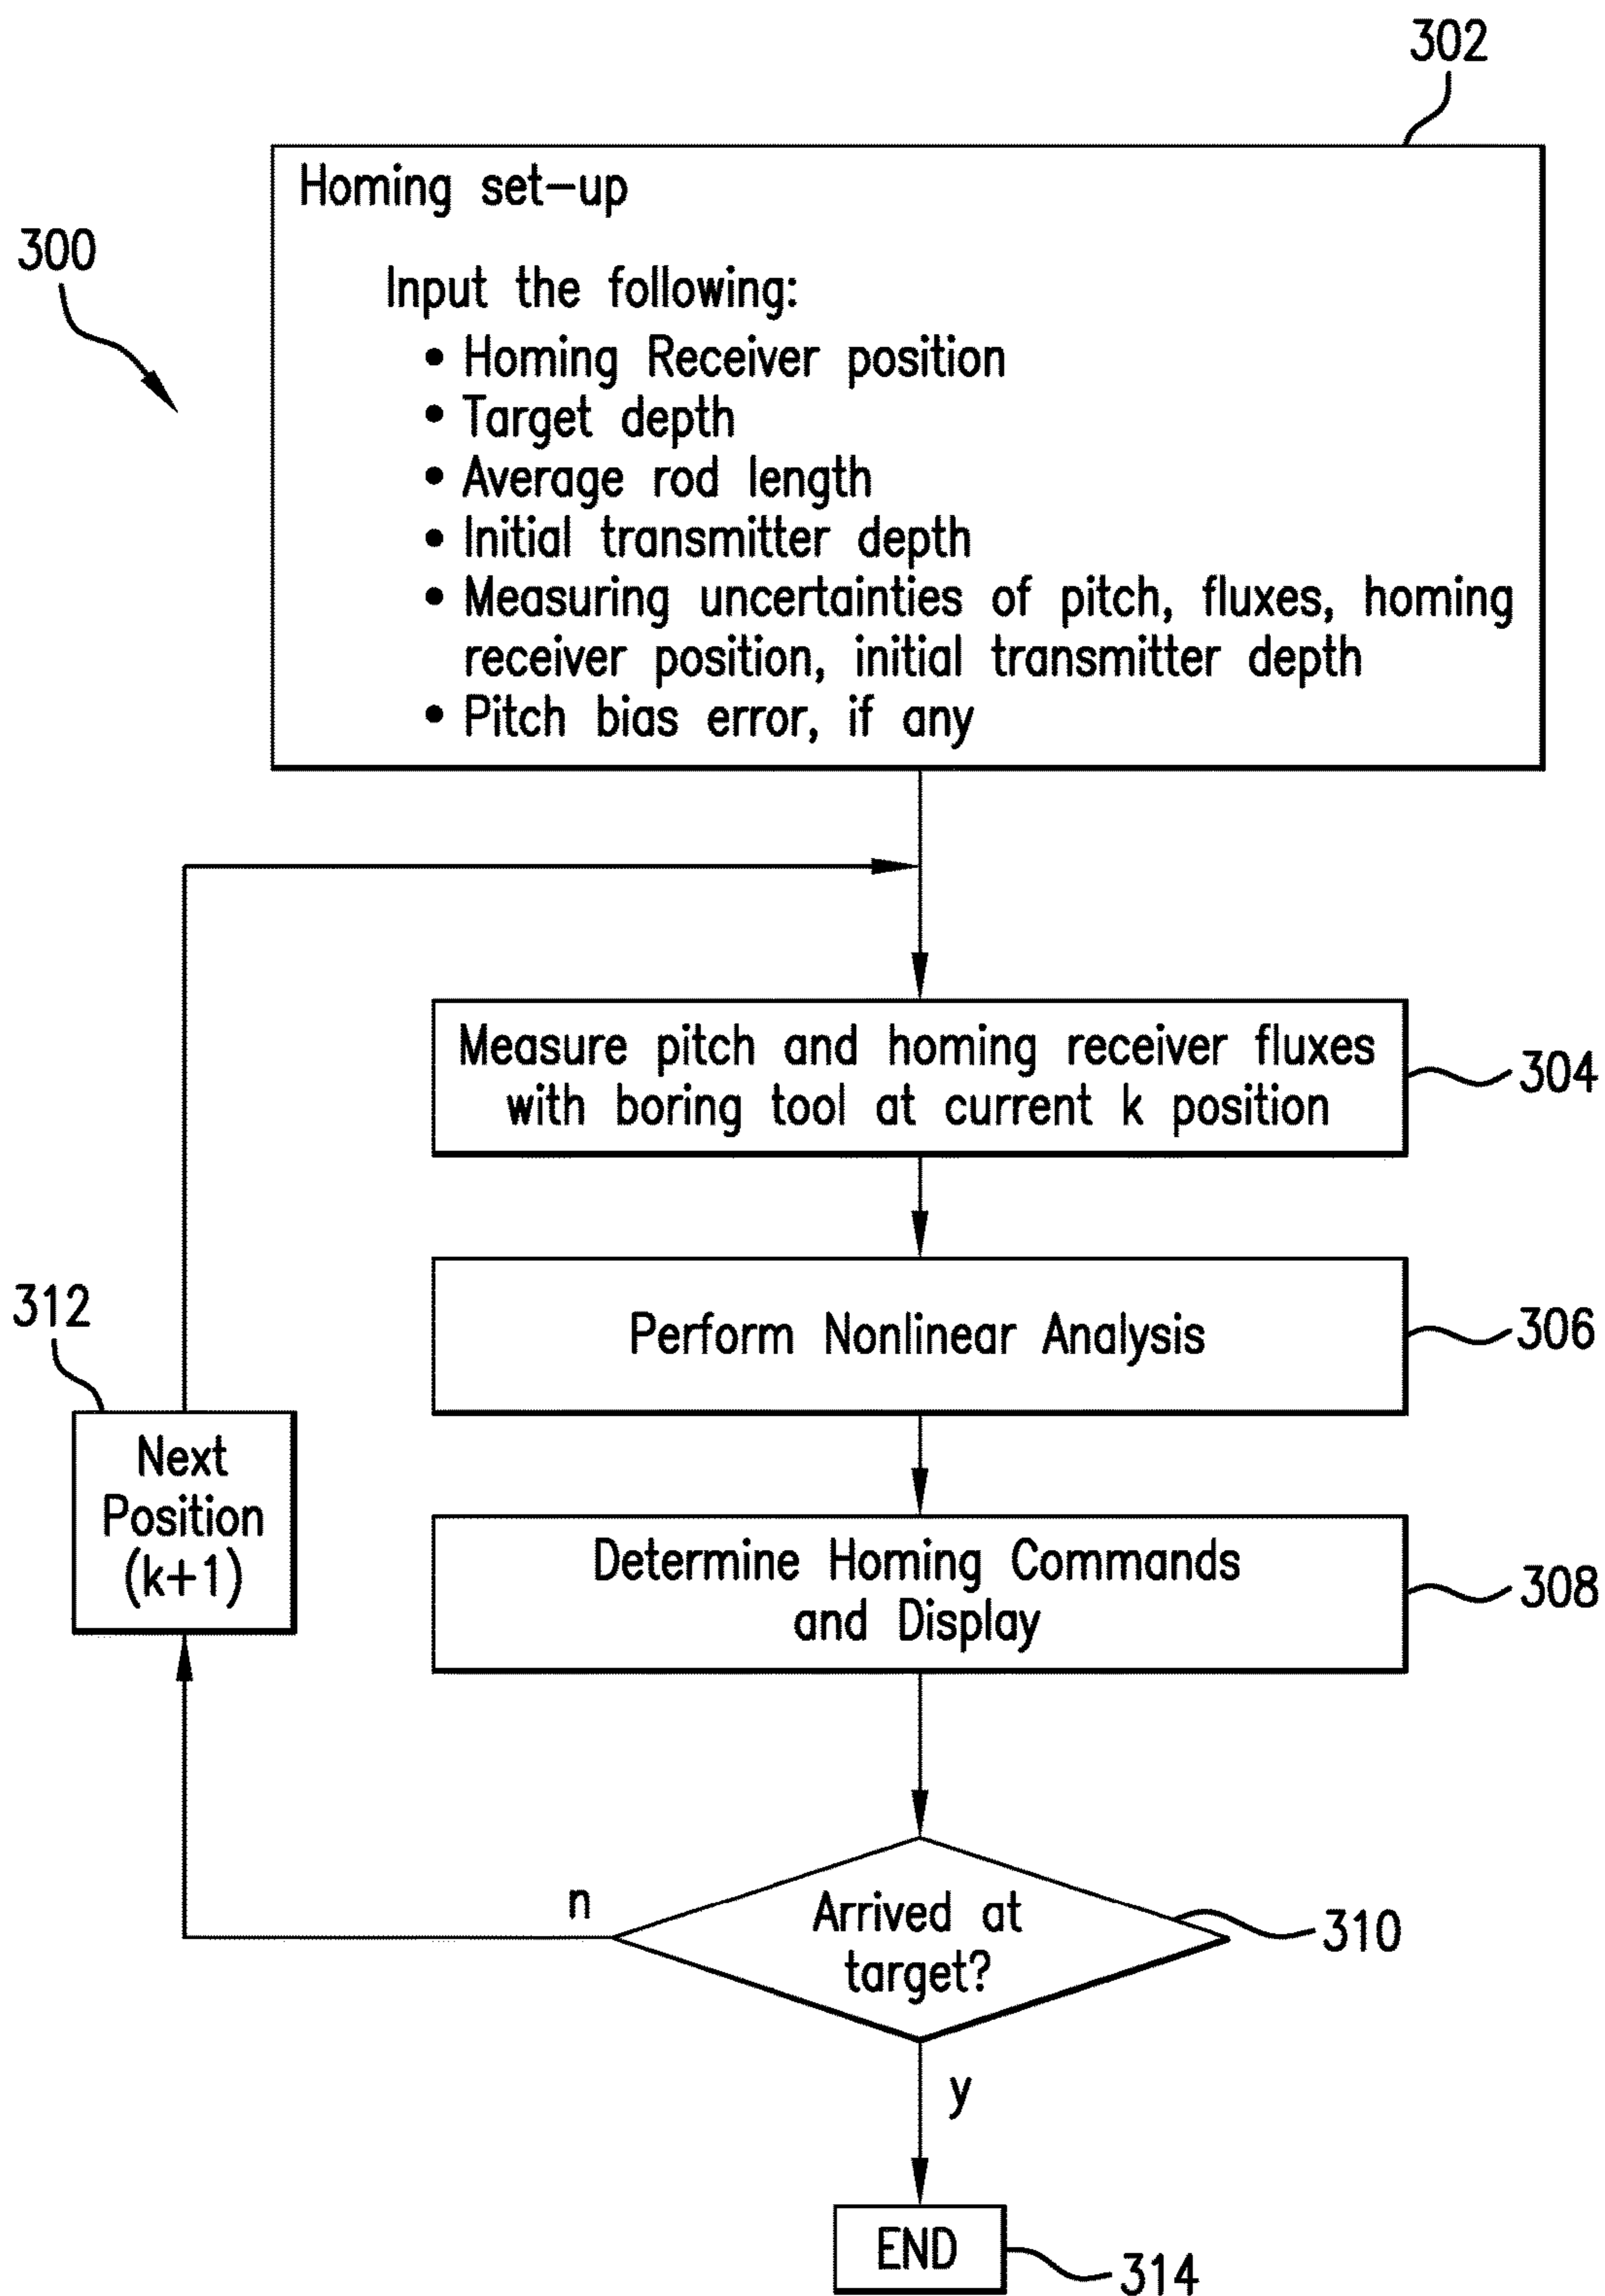 302
Homing set-up
300
Input the following:
• Homing Receiver position
• Target depth
• Average rod length
• Initial transmitter depth
• Measuring uncertainties of pitch, fluxes, homing
receiver position, initial transmitter depth
• Pitch bias error, if any
Measure pitch and homing receiver fluxes
with boring tool at current k position
304
312
Perform Nonlinear Analysis
306
Next
Position
(k+1)
Determine Homing Commands
and Display
308
n
Arrived at
target?
310
y
END
314